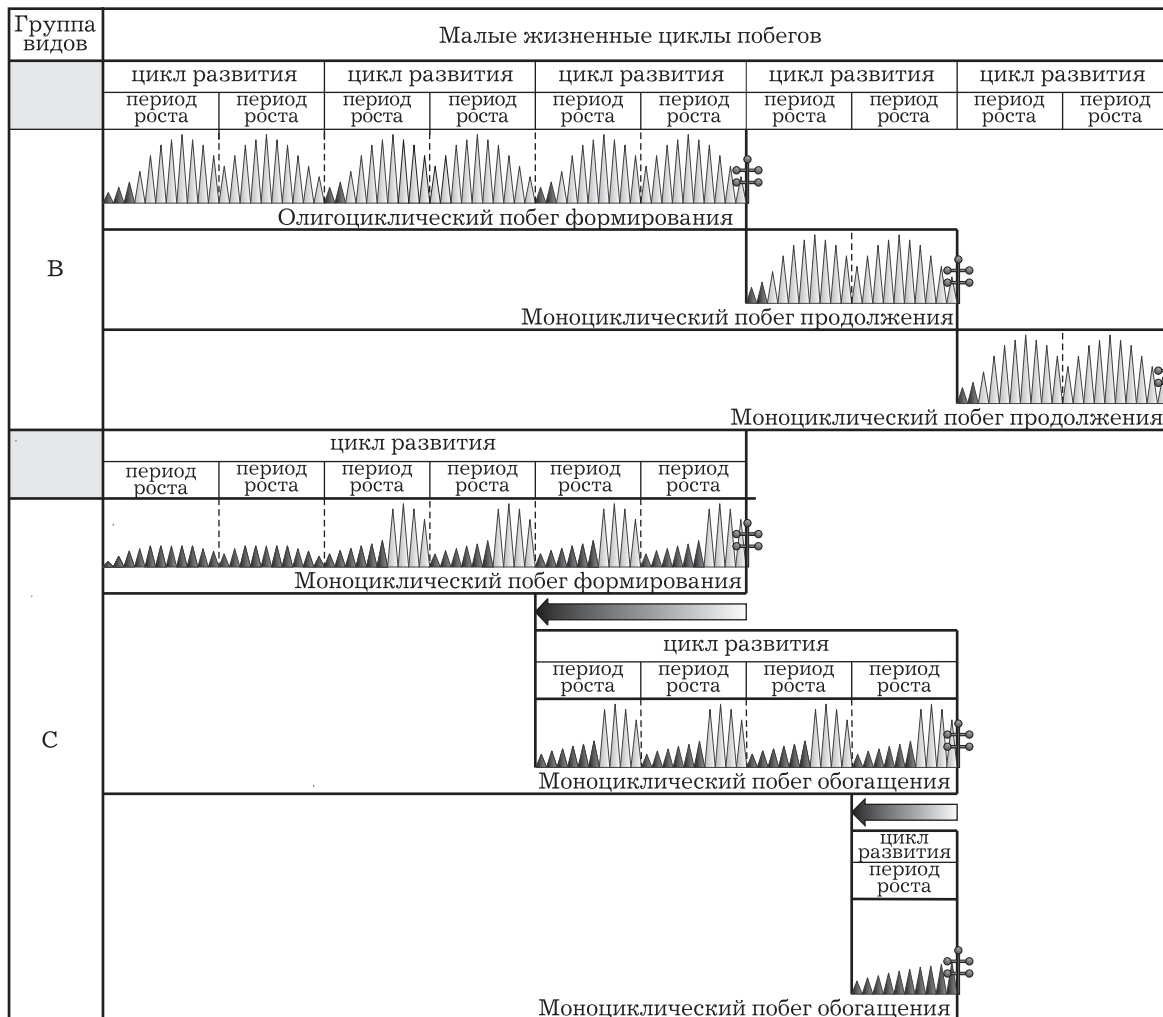 Группа
видов
Малые жизненные циклы побегов
цикл развития
цикл развития
цикл развития
цикл развития
цикл развития
период
роста
период
роста
период
роста
период
роста
период
роста
период
роста
период
роста
период
роста
период
роста
период
роста
B
Олигоциклический побег формирования
Моноциклический побег продолжения
Моноциклический побег продолжения
цикл развития
период
роста
период
роста
период
роста
период
роста
период
роста
период
роста
C
Моноциклический побег формирования
цикл развития
период
роста
период
роста
период
роста
период
роста
Моноциклический побег обогащения
цикл
развития
период
роста
Моноциклический побег обогащения